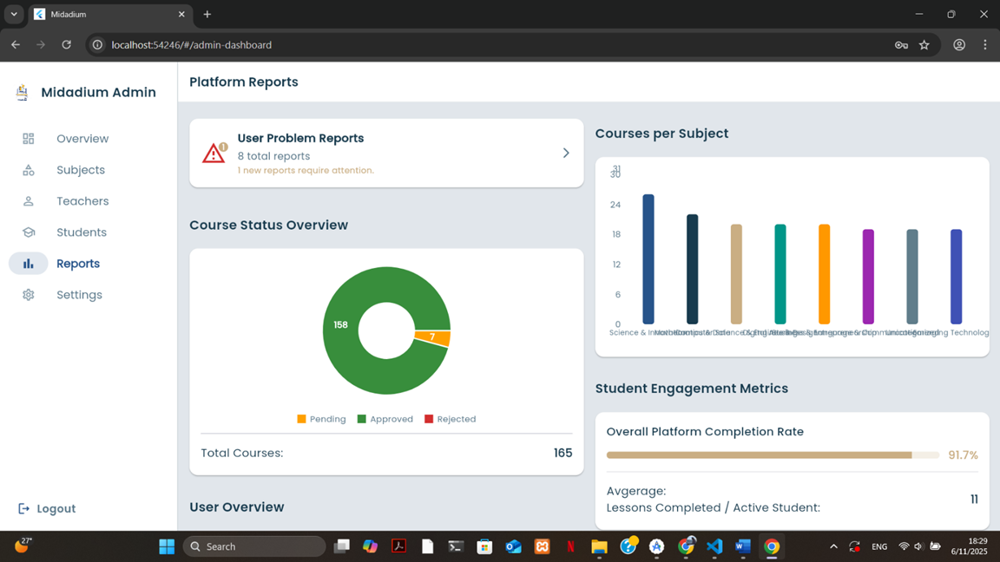 Midadium
localhost:54246/#/admin-dashboard
Midadium Admin
Overview
Subjects
Teachers
Students
Reports
Settings
Logout
Platform Reports
1
User Problem Reports
8 total reports
1 new reports require attention.
Course Status Overview
158
7
Pending Approved Rejected
Total Courses: 165
User Overview
Courses per Subject
31
30
24
18
12
6
0
Science &
Student Engagement Metrics
Overall Platform Completion Rate
91.7%
Avgerage:
Lessons Completed / Active Student:
11
27°
Search
ENG
18:29
6/11/2025